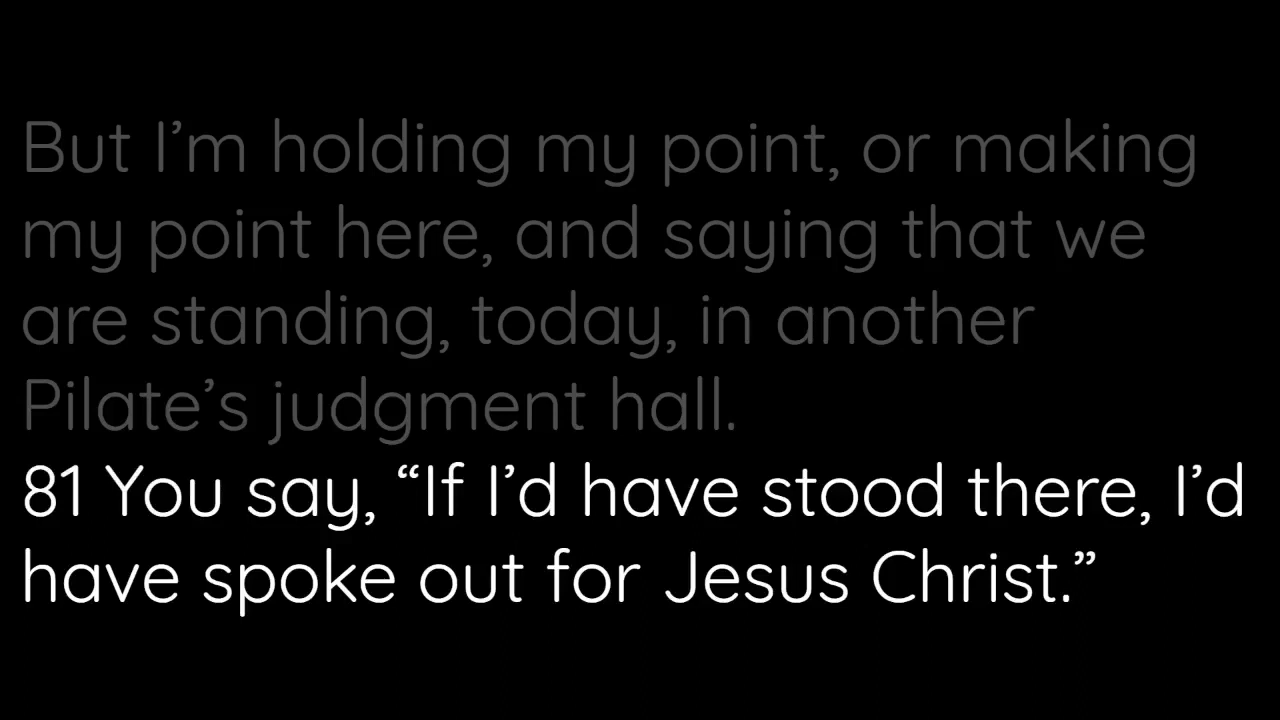 But I’m holding my point, or making
my point here, and saying that we
are standing, today, in another
Pilate’s judgment hall.
81 You say, “If I’d have stood there, I’d
have spoke out for Jesus Christ.”